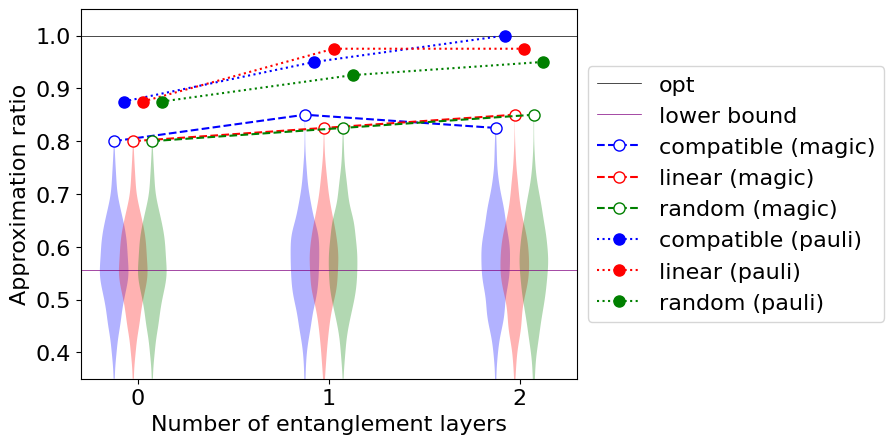 Approximation ratio
1.0
0.9
0.8
0.7
0.6
0.5
0.4
0
1
2
Number of entanglement layers
opt
lower bound
compatible (magic)
linear (magic)
random (magic)
compatible (pauli)
linear (pauli)
random (pauli)